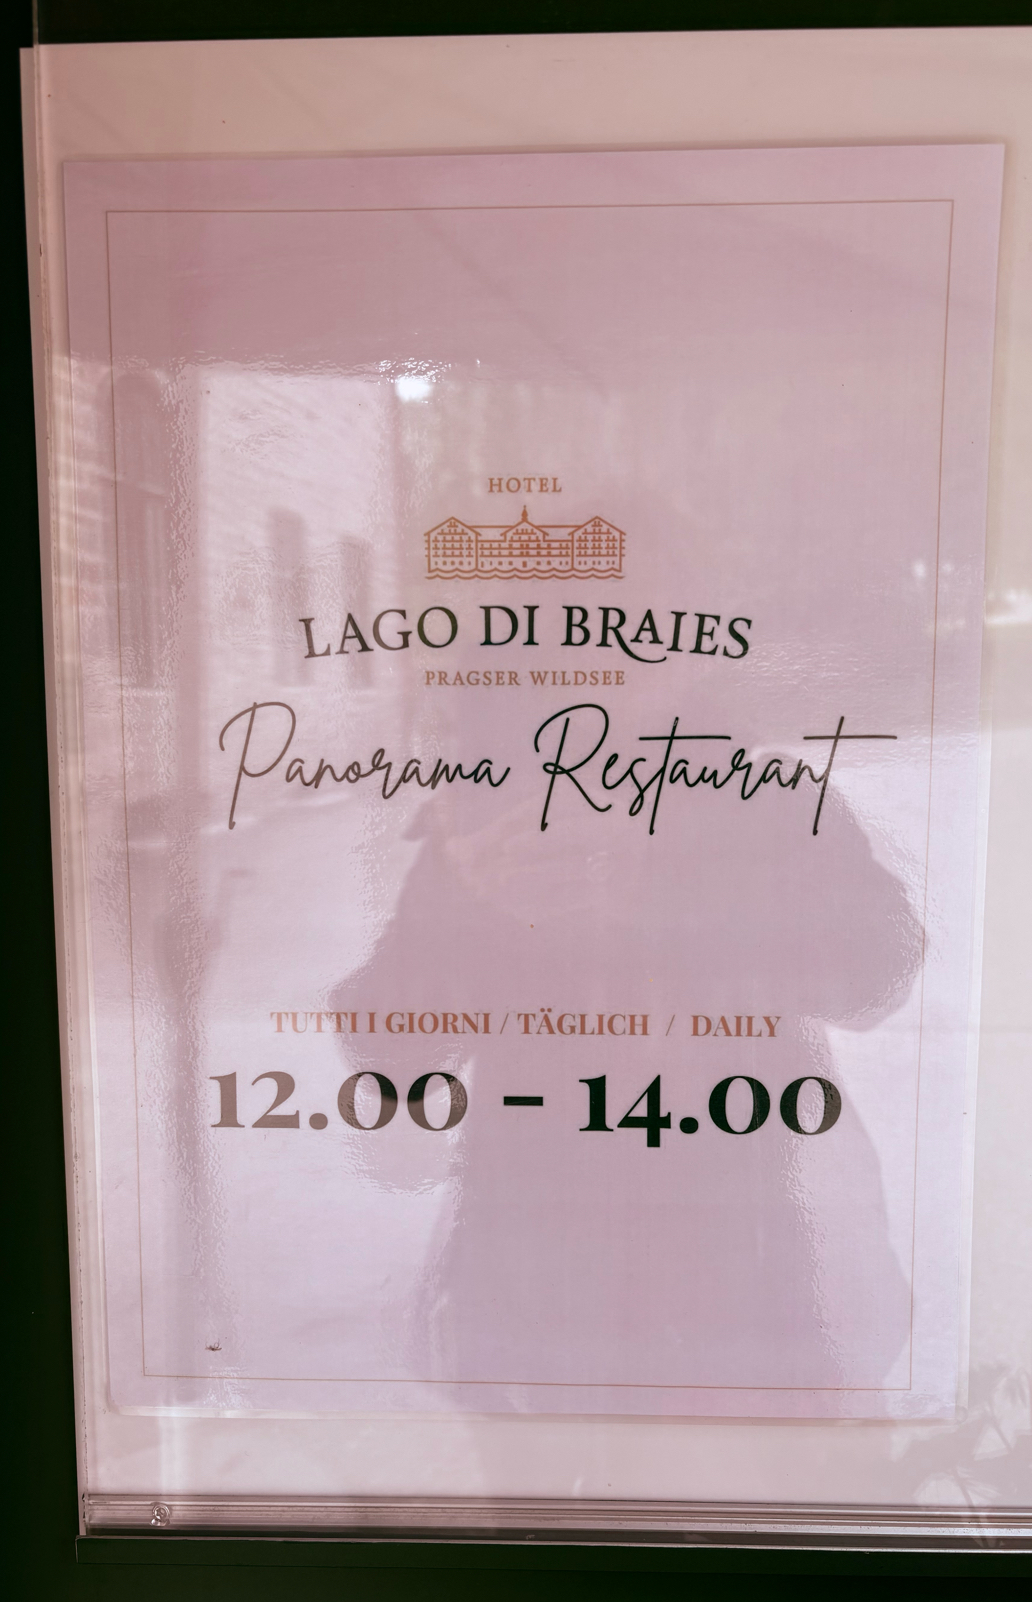 HOTEL
LAGO DI BRAIES
PRAGSER WILDSEE
Panorama Restaurant
TUTTI I GIORNI / TÄGLICH / DAILY
12.00 - 14.00